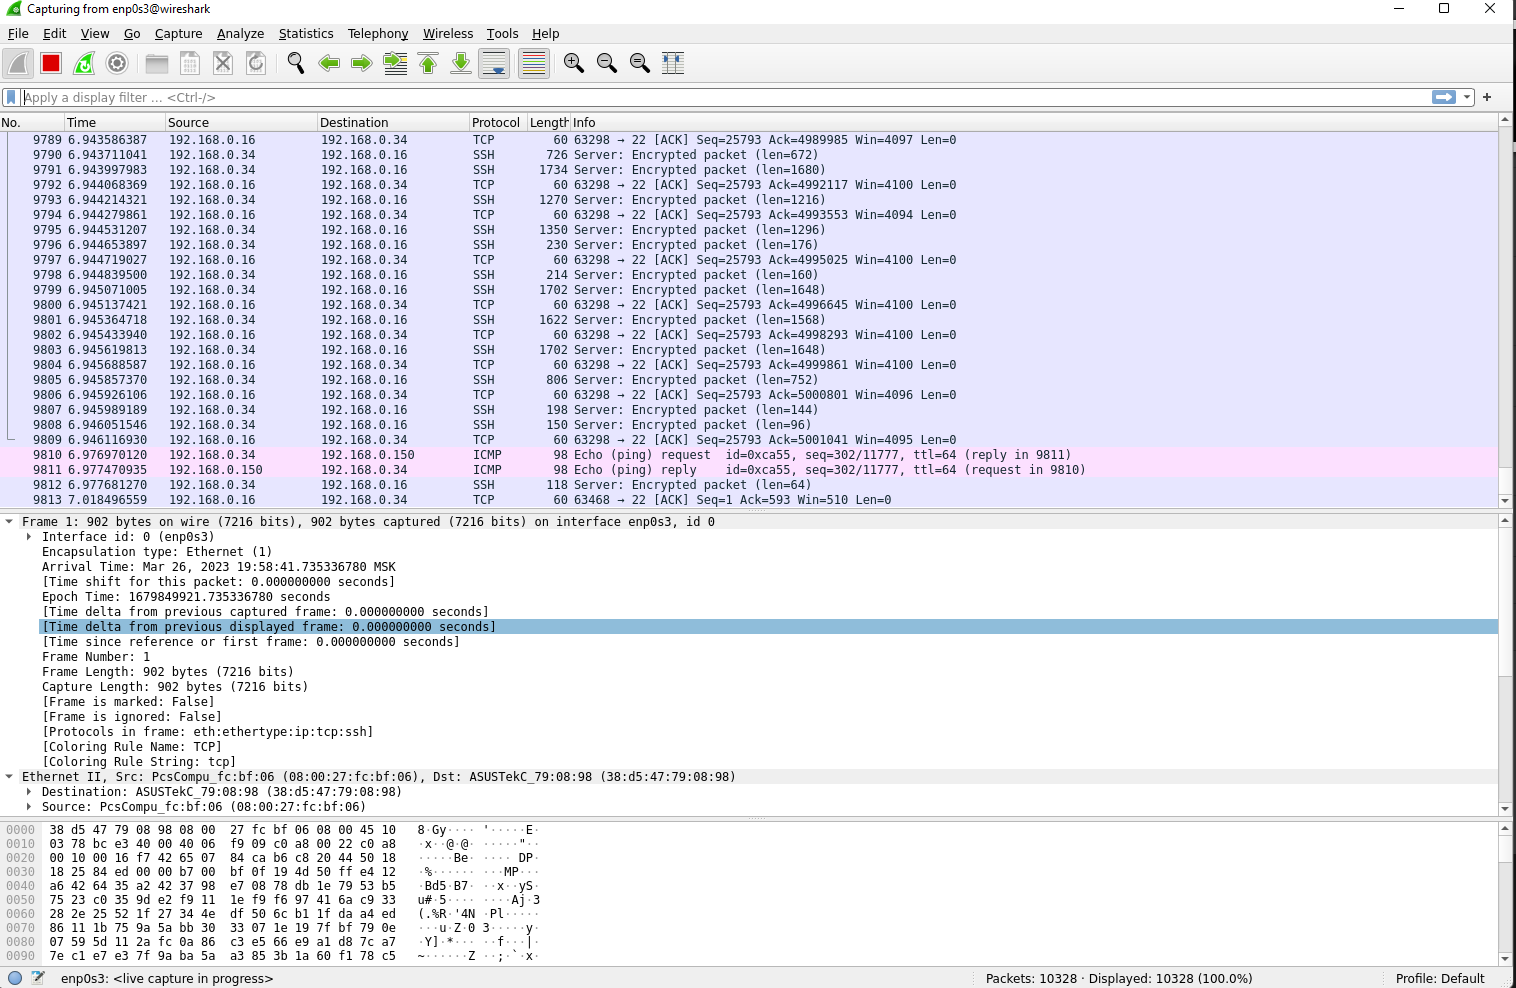 Capturing from enp0s3@wireshark
File Edit View Go Capture Analyze Statistics Telephony Wireless Tools Help
Apply a display filter … <Ctrl-/>
No. Time Source Destination Protocol Length Info
9789 6.943586387 192.168.0.16 192.168.0.34 TCP 60 63298 → 22 [ACK] Seq=25793 Ack=4989985 Win=4097 Len=0
9790 6.943711041 192.168.0.34 192.168.0.16 SSH 726 Server: Encrypted packet (len=672)
9791 6.943997983 192.168.0.34 192.168.0.16 SSH 1734 Server: Encrypted packet (len=1680)
9792 6.944068369 192.168.0.16 192.168.0.34 TCP 60 63298 → 22 [ACK] Seq=25793 Ack=4992117 Win=4100 Len=0
9793 6.944214321 192.168.0.34 192.168.0.16 SSH 1270 Server: Encrypted packet (len=1216)
9794 6.944279861 192.168.0.16 192.168.0.34 TCP 60 63298 → 22 [ACK] Seq=25793 Ack=4993553 Win=4094 Len=0
9795 6.944531207 192.168.0.34 192.168.0.16 SSH 1350 Server: Encrypted packet (len=1296)
9796 6.944653897 192.168.0.34 192.168.0.16 SSH 230 Server: Encrypted packet (len=176)
9797 6.944719027 192.168.0.16 192.168.0.34 TCP 60 63298 → 22 [ACK] Seq=25793 Ack=4995025 Win=4100 Len=0
9798 6.944839500 192.168.0.34 192.168.0.16 SSH 214 Server: Encrypted packet (len=160)
9799 6.945071005 192.168.0.34 192.168.0.16 SSH 1702 Server: Encrypted packet (len=1648)
9800 6.945137421 192.168.0.16 192.168.0.34 TCP 60 63298 → 22 [ACK] Seq=25793 Ack=4996645 Win=4100 Len=0
9801 6.945364718 192.168.0.34 192.168.0.16 SSH 1622 Server: Encrypted packet (len=1568)
9802 6.945433940 192.168.0.16 192.168.0.34 TCP 60 63298 → 22 [ACK] Seq=25793 Ack=4998293 Win=4100 Len=0
9803 6.945619813 192.168.0.34 192.168.0.16 SSH 1702 Server: Encrypted packet (len=1648)
9804 6.945688587 192.168.0.16 192.168.0.34 TCP 60 63298 → 22 [ACK] Seq=25793 Ack=4999861 Win=4100 Len=0
9805 6.945857370 192.168.0.34 192.168.0.16 SSH 806 Server: Encrypted packet (len=752)
9806 6.945926106 192.168.0.16 192.168.0.34 TCP 60 63298 → 22 [ACK] Seq=25793 Ack=5000801 Win=4096 Len=0
9807 6.945989189 192.168.0.34 192.168.0.16 SSH 198 Server: Encrypted packet (len=144)
9808 6.946051546 192.168.0.34 192.168.0.16 SSH 150 Server: Encrypted packet (len=96)
9809 6.946116930 192.168.0.16 192.168.0.34 TCP 60 63298 → 22 [ACK] Seq=25793 Ack=5001041 Win=4095 Len=0
9810 6.976970120 192.168.0.34 192.168.0.150 ICMP 98 Echo (ping) request id=0xca55, seq=302/11777, ttl=64 (reply in 9811)
9811 6.977470935 192.168.0.150 192.168.0.34 ICMP 98 Echo (ping) reply id=0xca55, seq=302/11777, ttl=64 (request in 9810)
9812 6.977681270 192.168.0.34 192.168.0.16 SSH 118 Server: Encrypted packet (len=64)
9813 7.018496559 192.168.0.16 192.168.0.34 TCP 60 63468 → 22 [ACK] Seq=1 Ack=593 Win=510 Len=0
Frame 1: 902 bytes on wire (7216 bits), 902 bytes captured (7216 bits) on interface enp0s3, id 0
Interface id: 0 (enp0s3)
Encapsulation type: Ethernet (1)
Arrival Time: Mar 26, 2023 19:58:41.735336780 MSK
[Time shift for this packet: 0.000000000 seconds]
Epoch Time: 1679849921.735336780 seconds
[Time delta from previous captured frame: 0.000000000 seconds]
[Time delta from previous displayed frame: 0.000000000 seconds]
[Time since reference or first frame: 0.000000000 seconds]
Frame Number: 1
Frame Length: 902 bytes (7216 bits)
Capture Length: 902 bytes (7216 bits)
[Frame is marked: False]
[Frame is ignored: False]
[Protocols in frame: eth:ethertype:ip:tcp:ssh]
[Coloring Rule Name: TCP]
[Coloring Rule String: tcp]
Ethernet II, Src: PcsCompu_fc:bf:06 (08:00:27:fc:bf:06), Dst: ASUSTekC_79:08:98 (38:d5:47:79:08:98)
Destination: ASUSTekC_79:08:98 (38:d5:47:79:08:98)
Source: PcsCompu_fc:bf:06 (08:00:27:fc:bf:06)
0000 38 d5 47 79 08 98 08 00 27 fc bf 06 08 00 45 10 8·Gy···· '·····E·
0010 03 78 bc e3 40 00 40 06 f9 09 c0 a8 00 22 c0 a8 ·x··@·@· ·····"··
0020 00 10 00 16 f7 42 65 07 84 ca b6 c8 20 44 50 18 ·····Be· ···· DP·
0030 18 25 84 ed 00 00 b7 00 bf 0f 19 4d 50 ff e4 12 ·%······ ···MP···
0040 a6 42 64 35 a2 42 37 98 e7 08 78 db 1e 79 53 b5 ·Bd5·B7· ··x··yS·
0050 75 23 c0 35 9d e2 f9 11 1e f9 f6 97 41 6a c9 33 u#·5···· ····Aj·3
0060 28 2e 25 52 1f 27 34 4e df 50 6c b1 1f da a4 ed (.%R·'4N ·Pl·····
0070 86 11 1b 75 9a 5a bb 30 33 07 1e 19 7f bf 79 0e ···u·Z·0 3·····y·
0080 07 59 5d 11 2a fc 0a 86 c3 e5 66 e9 a1 d8 7c a7 ·Y]·*··· ··f···|·
0090 7e c1 e7 e3 7f 9a ba 5a a3 85 3b 1a 60 f1 78 c5 ~······Z ··;·`·x·
enp0s3: <live capture in progress>
Packets: 10328 · Displayed: 10328 (100.0%)
Profile: Default